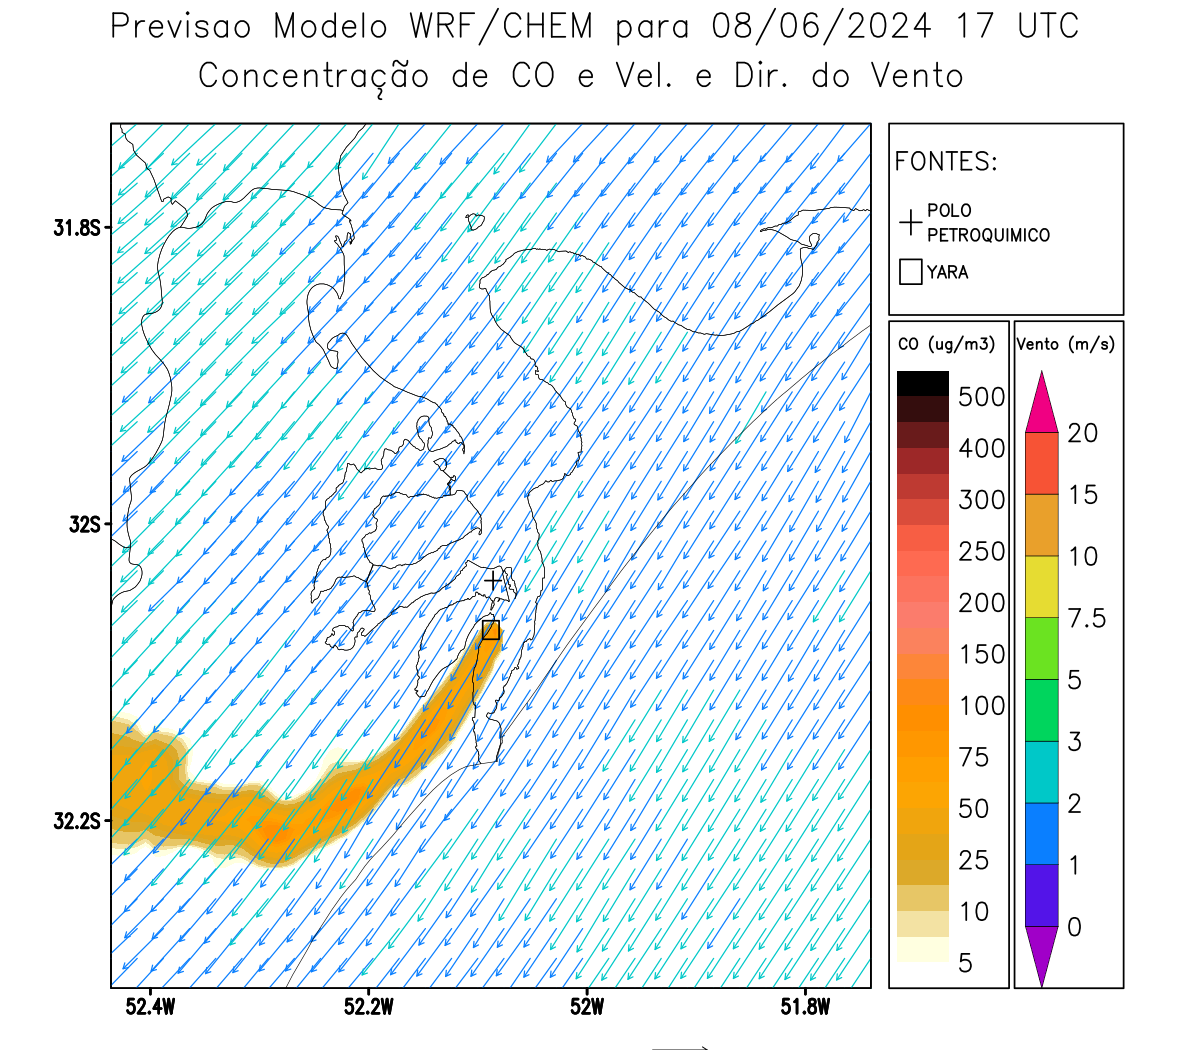 Previsao Modelo WRF/CHEM para 08/06/2024 17 UTC
Concentração de CO e Vel. e Dir. do Vento
FONTES:
POLO
PETROQUIMICO
YARA
CO (ug/m3)
500
400
300
250
200
150
100
75
50
25
10
5
Vento (m/s)
20
15
10
7.5
5
3
2
1
0
31.8S
32S
32.2S
52.4W
52.2W
52W
51.8W